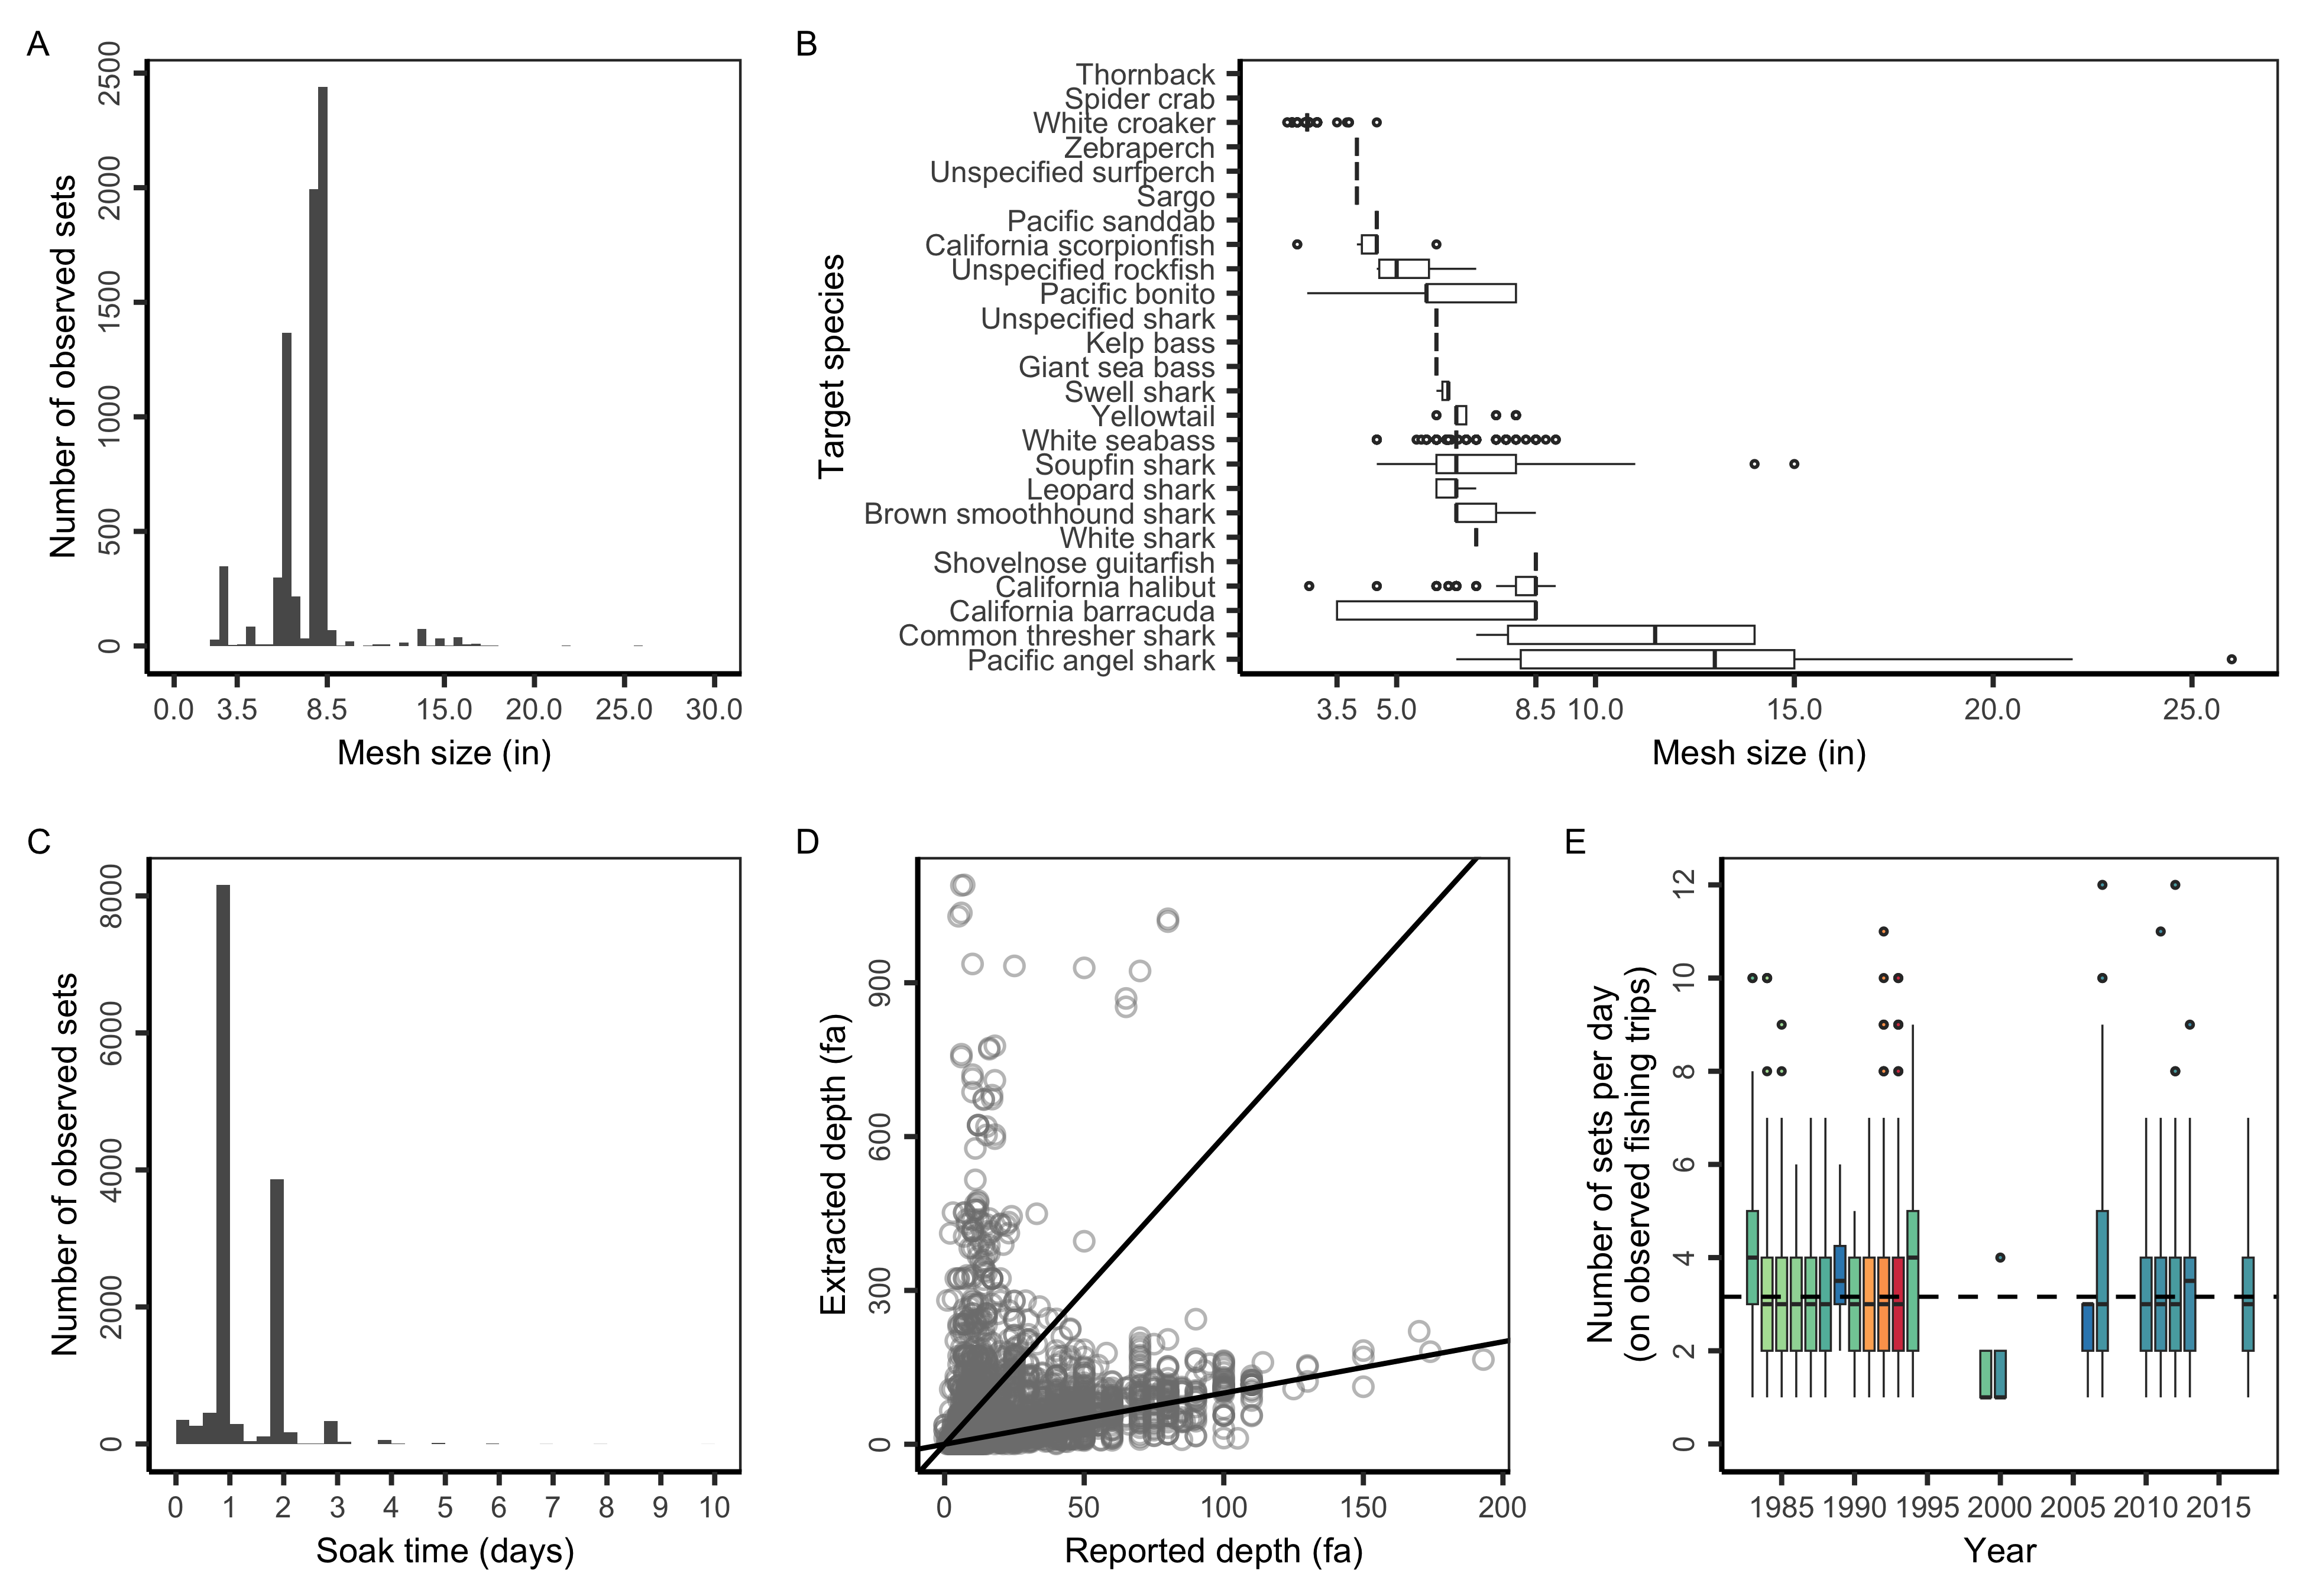 A
2500
2000
1500
1000
500
0
Number of observed sets
0.0 3.5 8.5 15.0 20.0 25.0 30.0
Mesh size (in)
B
Target species
Thornback
Spider crab
White croaker
Zebraperch
Unspecified surfperch
Sargo
Pacific sanddab
California scorpionfish
Unspecified rockfish
Pacific bonito
Unspecified shark
Kelp bass
Giant sea bass
Swell shark
Yellowtail
White seabass
Soupfin shark
Leopard shark
Brown smoothhound shark
White shark
Shovelnose guitarfish
California halibut
California barracuda
Common thresher shark
Pacific angel shark
3.5 5.0 8.5 10.0 15.0 20.0 25.0
Mesh size (in)
C
8000
6000
4000
2000
0
Number of observed sets
0 1 2 3 4 5 6 7 8 9 10
Soak time (days)
D
900
600
300
0
Extracted depth (fa)
0 50 100 150 200
Reported depth (fa)
E
12
10
8
6
4
2
0
Number of sets per day
(on observed fishing trips)
1985 1990 1995 2000 2005 2010 2015
Year